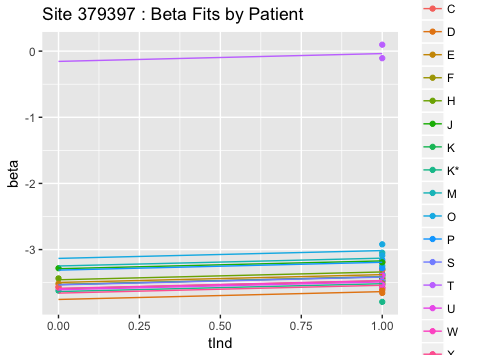 Site 379397 : Beta Fits by Patient
beta
0
-1
-2
-3
0.00 0.25 0.50 0.75 1.00
tInd
C
D
E
F
H
J
K
K*
M
O
P
S
T
U
W